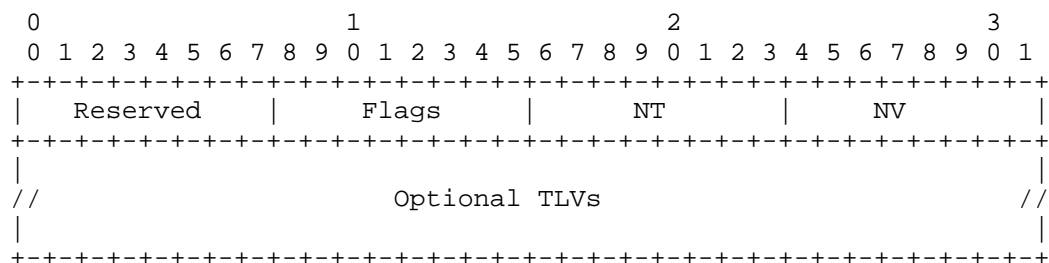 0                   1                   2                   3
 0 1 2 3 4 5 6 7 8 9 0 1 2 3 4 5 6 7 8 9 0 1 2 3 4 5 6 7 8 9 0 1
+-+-+-+-+-+-+-+-+-+-+-+-+-+-+-+-+-+-+-+-+-+-+-+-+-+-+-+-+-+-+-+-+
|   Reserved    |     Flags     |      NT       |     NV        |
+-+-+-+-+-+-+-+-+-+-+-+-+-+-+-+-+-+-+-+-+-+-+-+-+-+-+-+-+-+-+-+-+
|                                                               |
//                      Optional TLVs                          //
|                                                               |
+-+-+-+-+-+-+-+-+-+-+-+-+-+-+-+-+-+-+-+-+-+-+-+-+-+-+-+-+-+-+-+-+